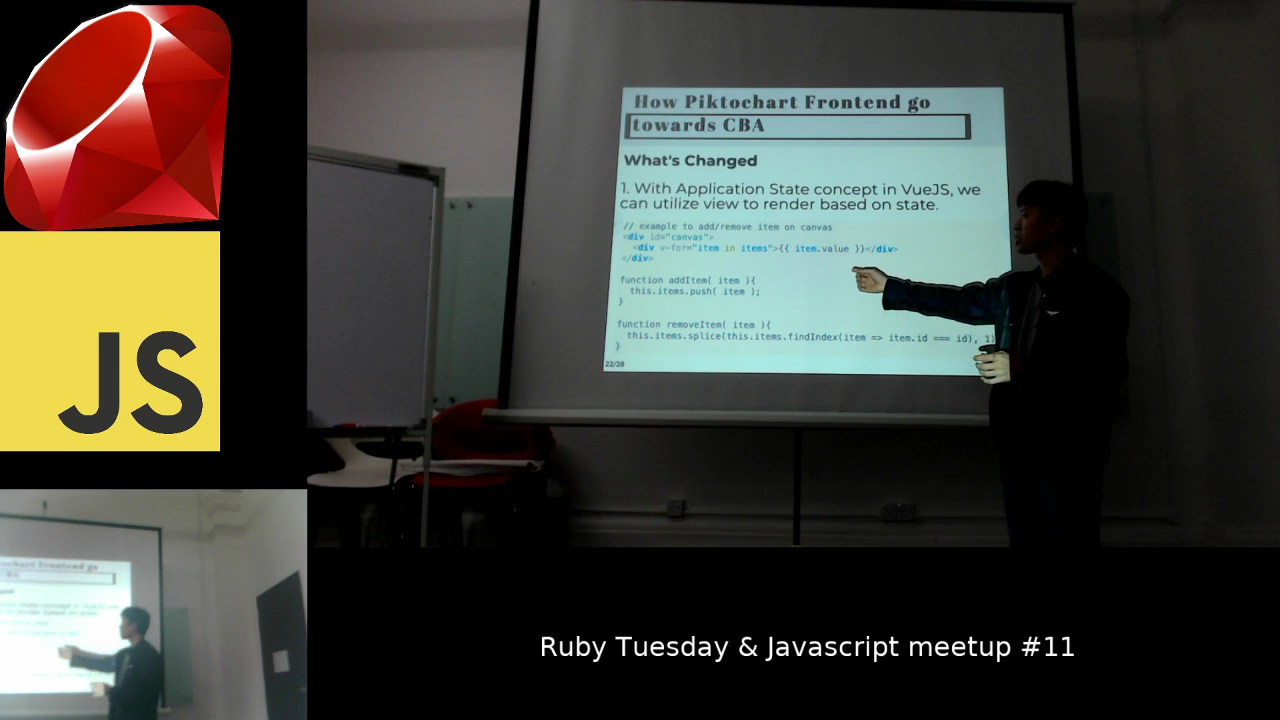 How Piktochart Frontend go
towards CBA
What's Changed
1. With Application State concept in VueJS, we
can utilize view to render based on state.
// example to add/remove item on canvas
<div id="canvas">
<div v-for="item in items">{{ item.value }}</div>
</div>
function addItem( item ){
this.items.push( item );
}
function removeItem( item ){
this.items.splice(this.items.findIndex(item => item.id === id), 1)
}
22/28
JS
Frontend go
Ruby Tuesday & Javascript meetup #11